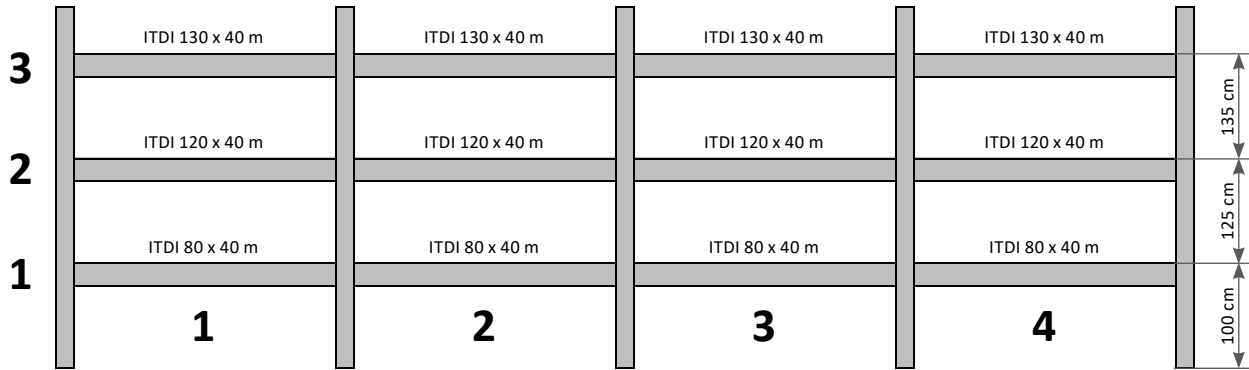 ITDI 130 x 40 m ITDI 130 x 40 m ITDI 130 x 40 m ITDI 130 x 40 m
3
135 cm
ITDI 120 x 40 m ITDI 120 x 40 m ITDI 120 x 40 m ITDI 120 x 40 m
2
125 cm
ITDI 80 x 40 m ITDI 80 x 40 m ITDI 80 x 40 m ITDI 80 x 40 m
1
100 cm
1 2 3 4